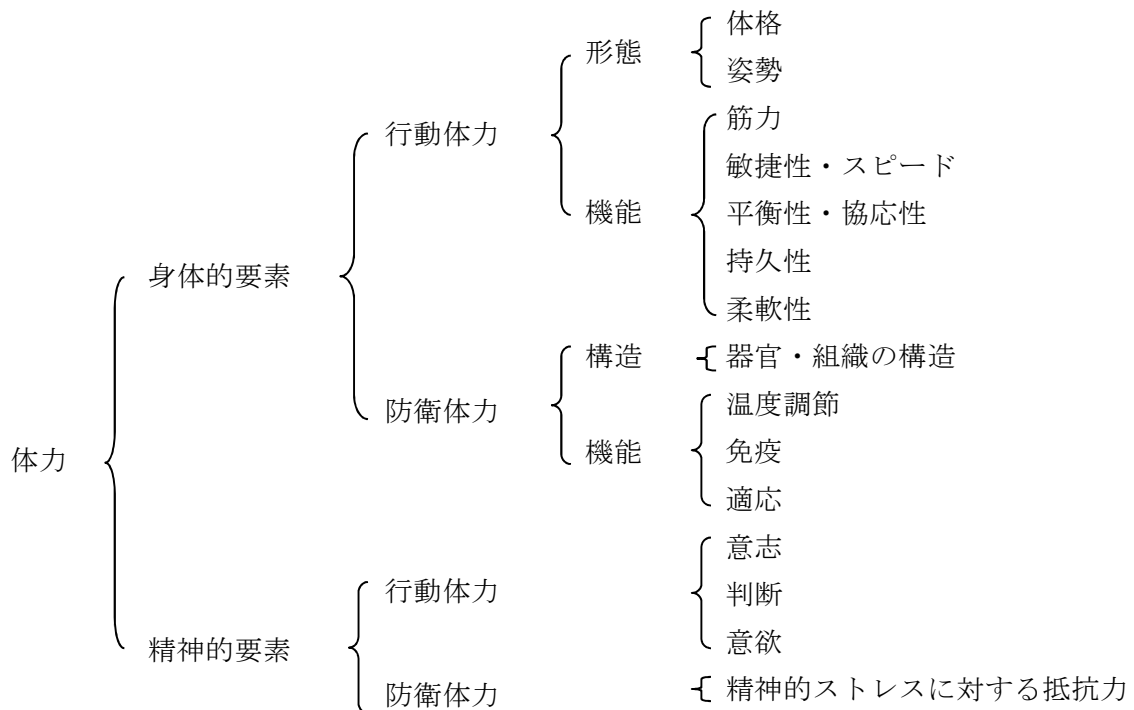 体力
身体的要素
行動体力
形態
体格
姿勢
機能
筋力
敏捷性・スピード
平衡性・協応性
持久性
柔軟性
防衛体力
構造
器官・組織の構造
機能
温度調節
免疫
適応
精神的要素
行動体力
意志
判断
意欲
防衛体力
精神的ストレスに対する抵抗力